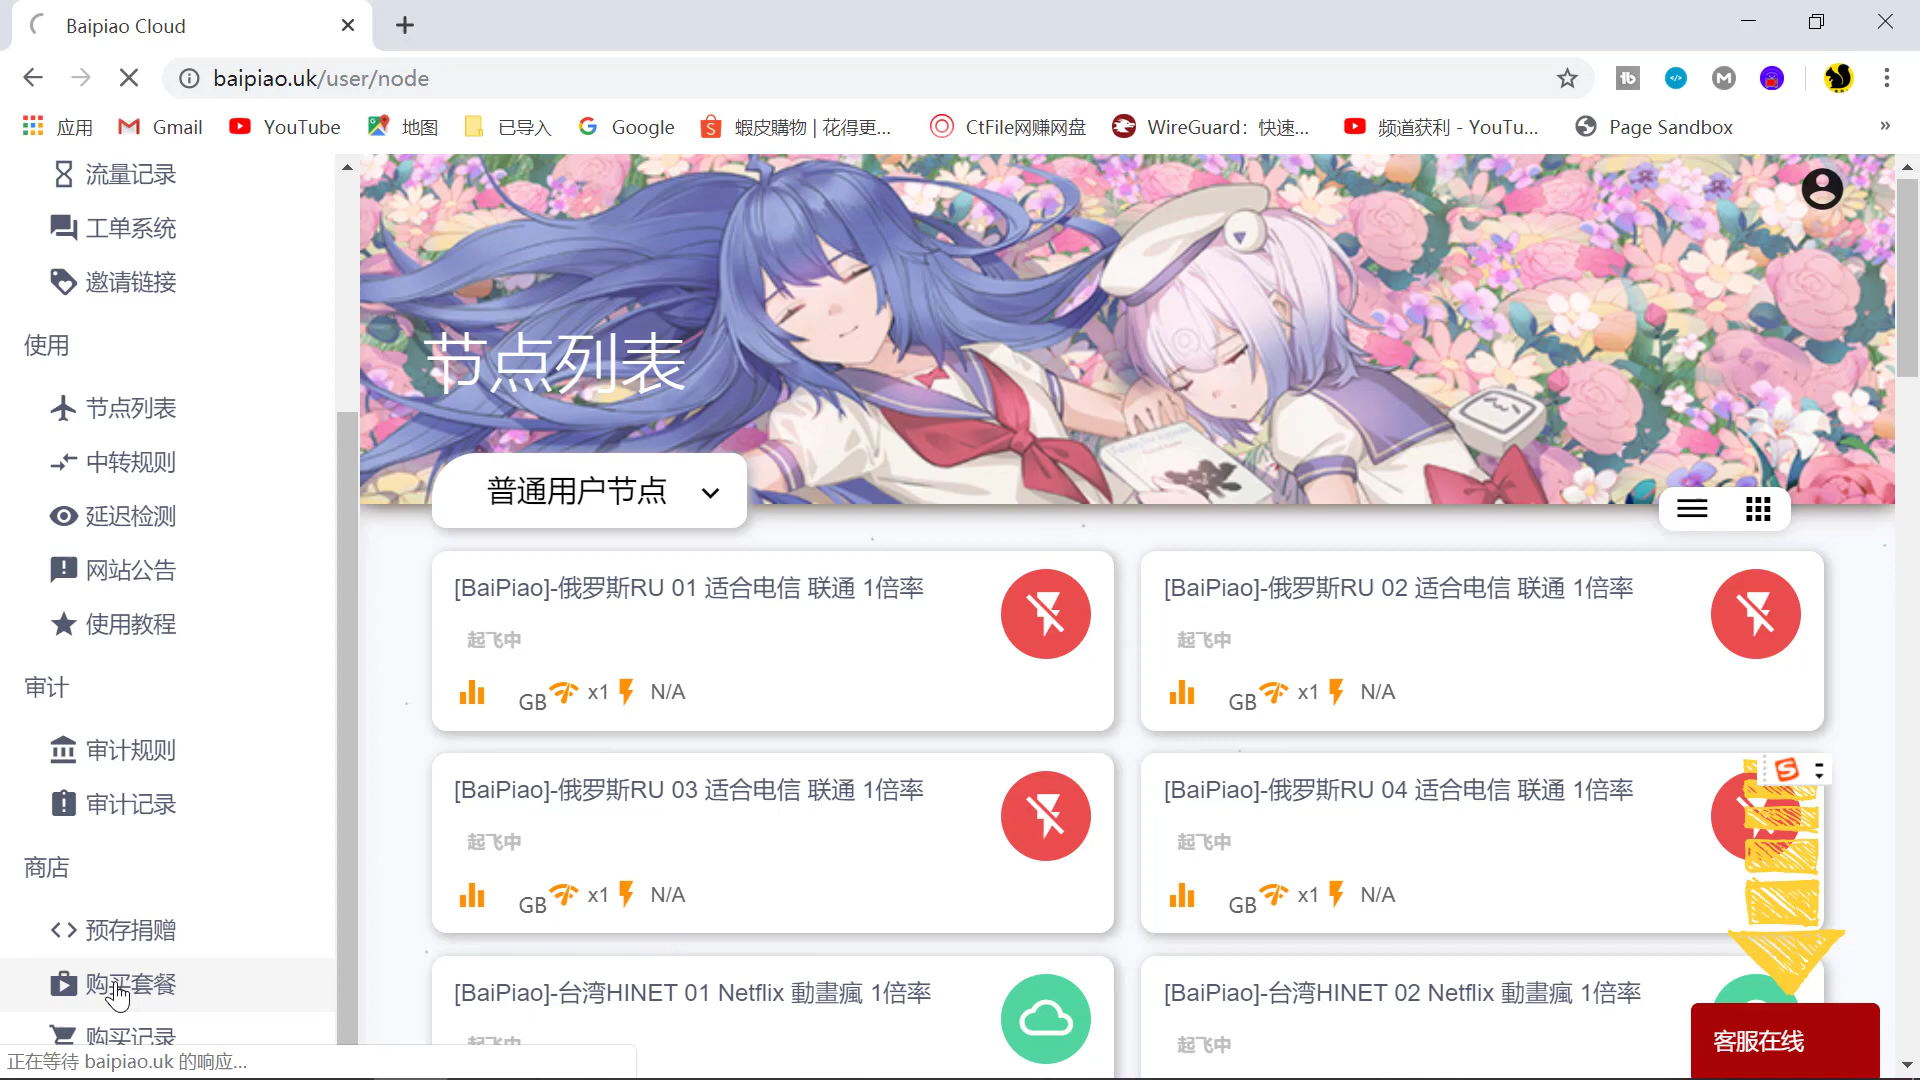 Baipiao Cloud
baipiao.uk/user/node
应用
Gmail
YouTube
地图
已导入
Google
蝦皮購物 | 花得更...
CtFile网赚网盘
WireGuard：快速...
频道获利 - YouTu...
Page Sandbox
»
流量记录
工单系统
邀请链接
使用
节点列表
中转规则
延迟检测
网站公告
使用教程
审计
审计规则
审计记录
商店
预存捐赠
购买套餐
购买记录
正在等待 baipiao.uk 的响应...
节点列表
普通用户节点
[BaiPiao]-俄罗斯RU 01 适合电信 联通 1倍率
起飞中
GB x1 N/A
[BaiPiao]-俄罗斯RU 02 适合电信 联通 1倍率
起飞中
GB x1 N/A
[BaiPiao]-俄罗斯RU 03 适合电信 联通 1倍率
起飞中
GB x1 N/A
[BaiPiao]-俄罗斯RU 04 适合电信 联通 1倍率
起飞中
GB x1 N/A
[BaiPiao]-台湾HINET 01 Netflix 動畫瘋 1倍率
起飞中
[BaiPiao]-台湾HINET 02 Netflix 動畫瘋 1倍率
起飞中
客服在线